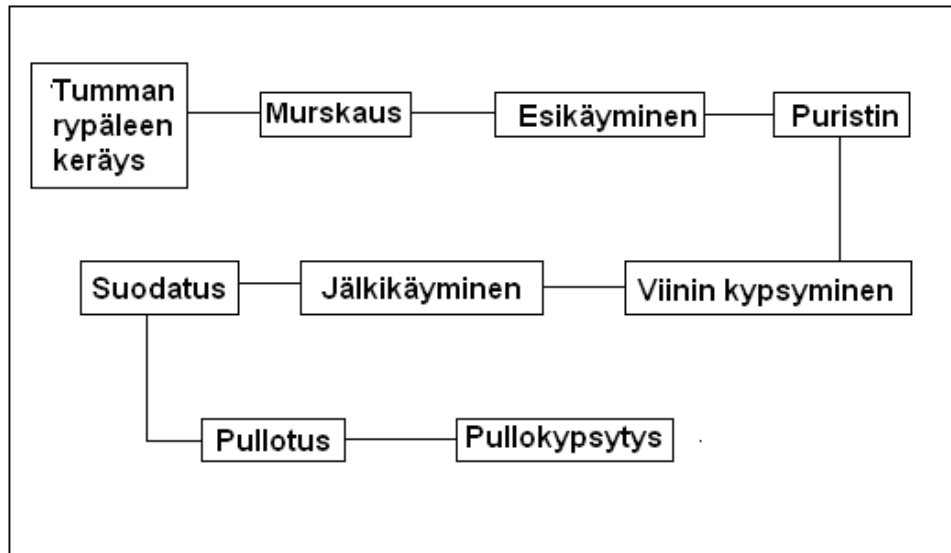 Tumman
rypäleen
keräys
Murskaus
Esikäyminen
Puristin
Viinin kypsyminen
Jälkikäyminen
Suodatus
Pullotus
Pullokypsytys